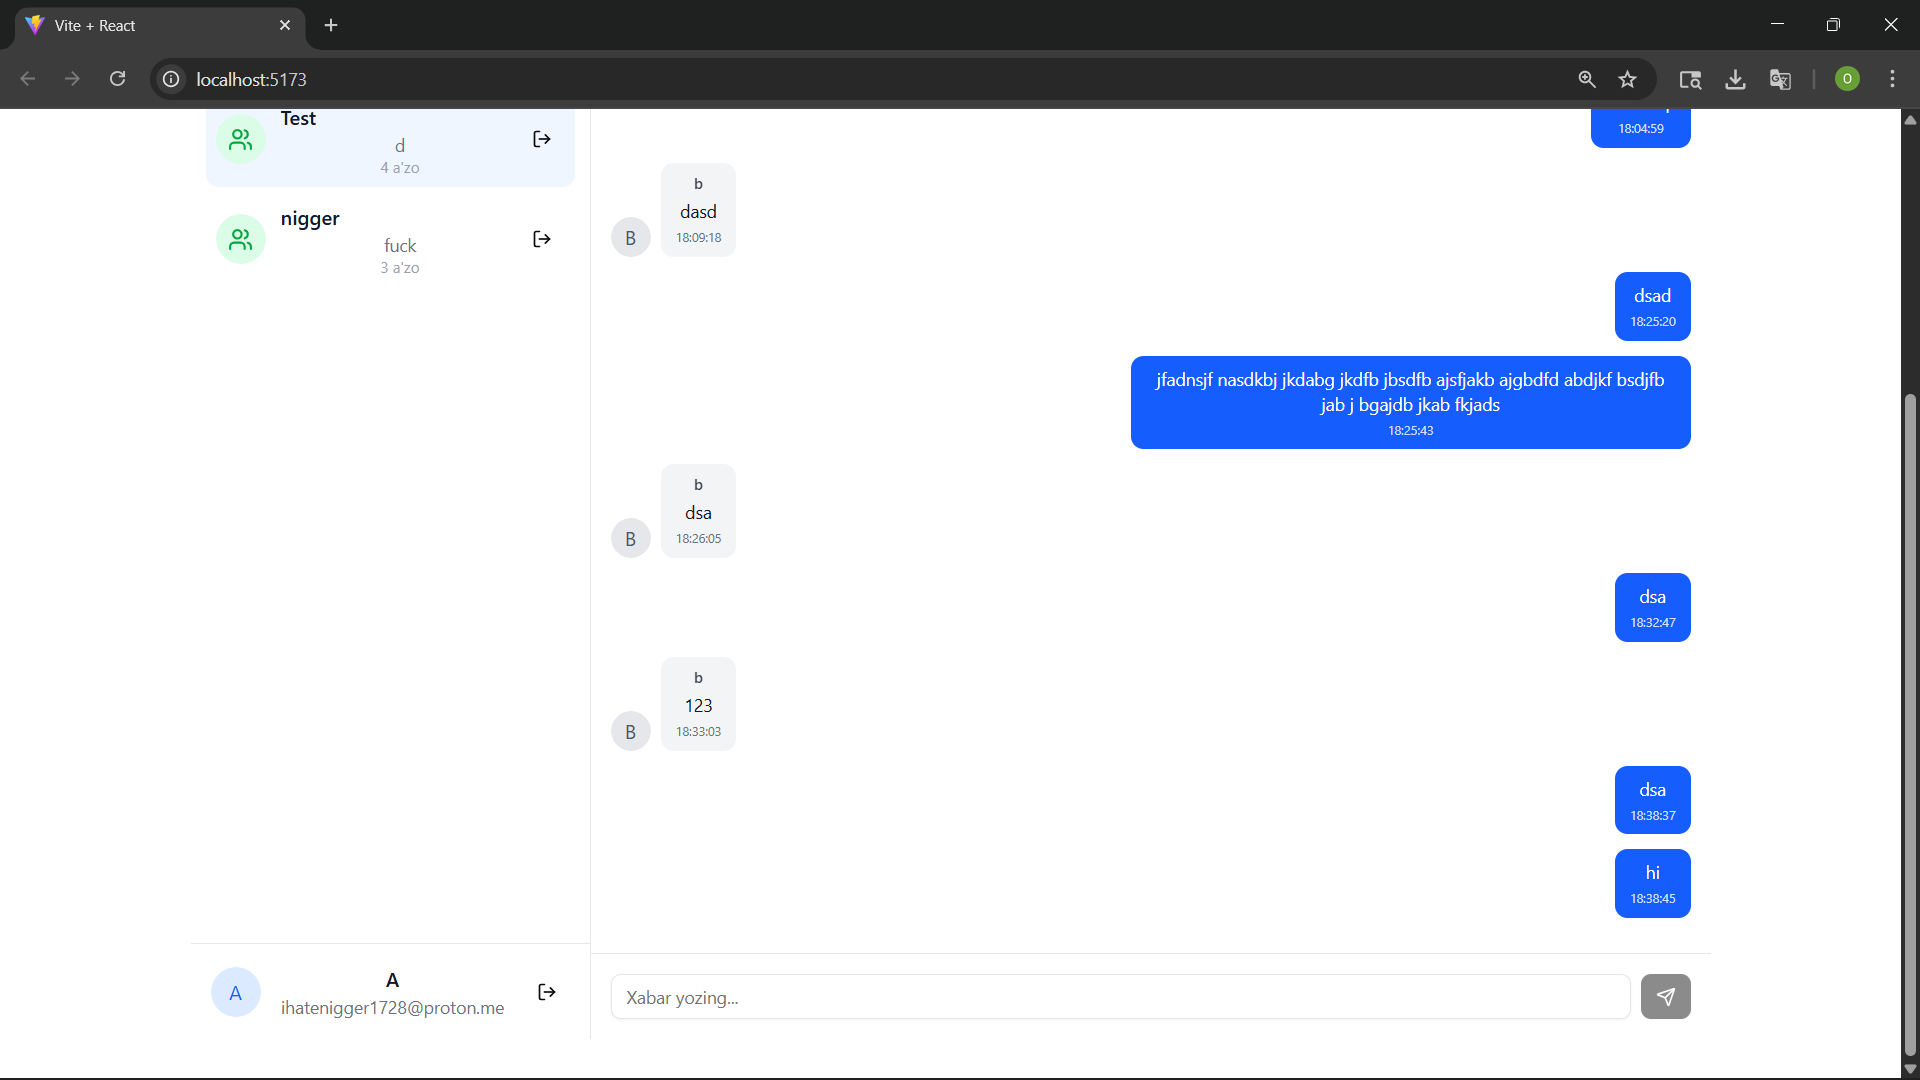 Vite + React
localhost:5173
O
Test
d
4 a'zo
nigger
fuck
3 a'zo
A
A
ihatenigger1728@proton.me
18:04:59
b
dasd
18:09:18
B
dsad
18:25:20
jfadnsjf nasdkbj jkdabg jkdfb jbsdfb ajsfjakb ajgbdfd abdjkf bsdjfb
jab j bgajdb jkab fkjads
18:25:43
b
dsa
18:26:05
B
dsa
18:32:47
b
123
18:33:03
B
dsa
18:38:37
hi
18:38:45
Xabar yozing...